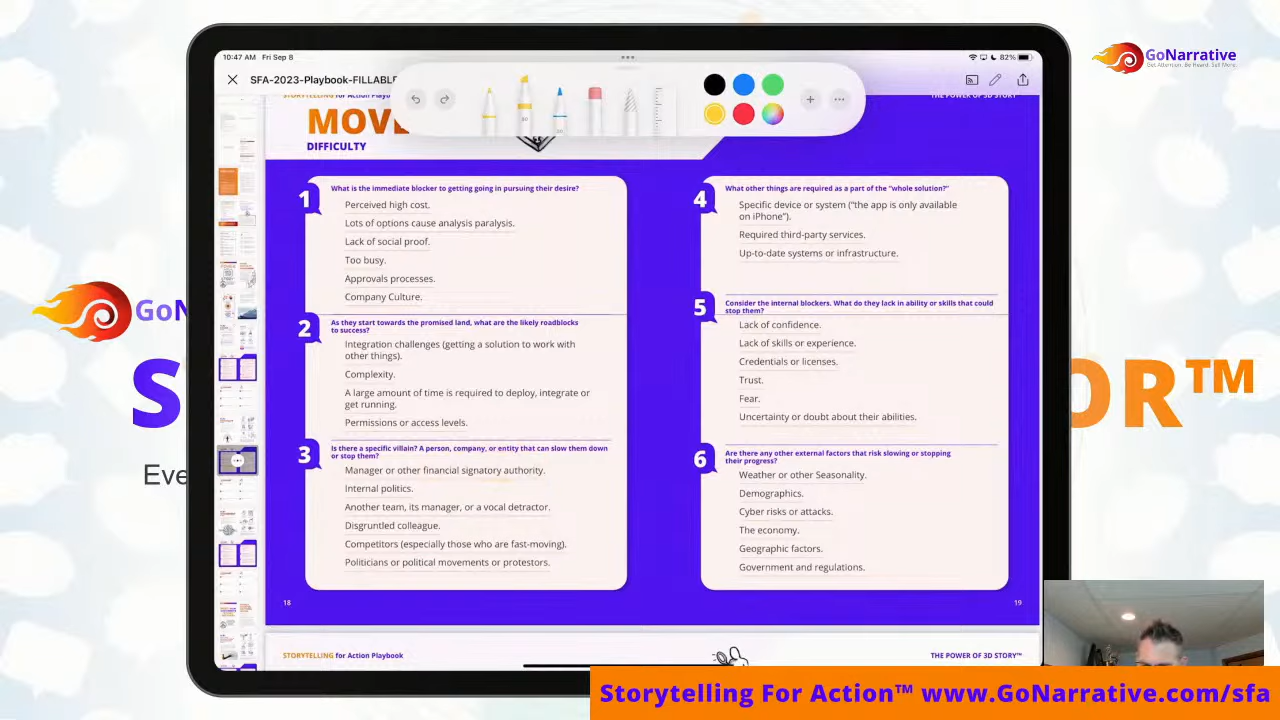 10:47 AM Fri Sep 8
82%
SFA-2023-Playbook-FILLABLE
GoNarrative
Get Attention. Be Heard. Sell More.
STORYTELLING for Action Playbook
THE POWER OF 3D STORY
MOVE
DIFFICULTY
1
What is the immediate blocker to getting going in pursuing their desire?
Perceived high cost.
Lots of options cause analysis paralysis.
Lack of social proof.
Too busy.
Approvals processes.
Company Culture.
2
As they start towards the promised land, what are the likely roadblocks
to success?
Integration challenges (getting a solution to work with
other things).
Complexity.
A large amount of time is required to deploy, integrate or
get running.
Permissions or access levels.
3
Is there a specific villain? A person, company, or entity that can slow them down
or stop them?
Manager or other financial signatory authority.
Internal politics.
Another team, its manager, or a vocal detractor.
Disgruntled colleague.
Competitors (especially those who are fast-moving).
Politicians or political movements or protestors.
18
4
What other things are required as a part of the "whole solution?"
Specific device or system ("the app is only available
on iPhone").
Required third-party services.
Up-to-date systems or infrastructure.
5
Consider the internal blockers. What do they lack in ability or skills that could
stop them?
Lack of confidence.
Lack of skills or experience.
Credentials or licenses.
Trust.
Fear.
Uncertainty or doubt about their abilities.
6
Are there any other external factors that risk slowing or stopping
their progress?
Weather or other Seasonality.
Demographics.
Cyber risks or attacks.
The economy.
Geographic factors.
Government and regulations.
19
STORYTELLING for Action Playbook
THE POWER OF 3D STORY™
GoN
S
OR™
Eve
Storytelling For Action™ www.GoNarrative.com/sfa